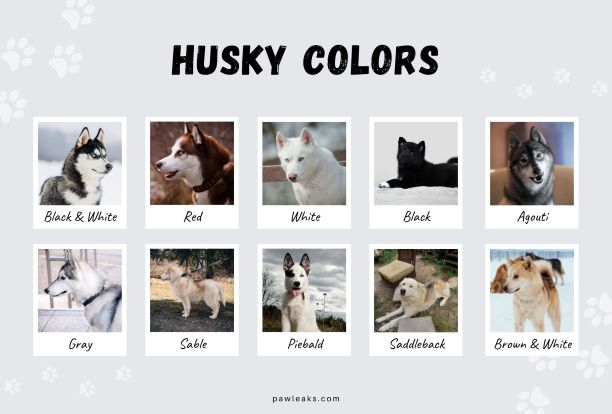 HUSKY COLORS
Black & White
Red
White
Black
Agouti
Gray
Sable
Piebald
Saddleback
Brown & White
pawleaks.com